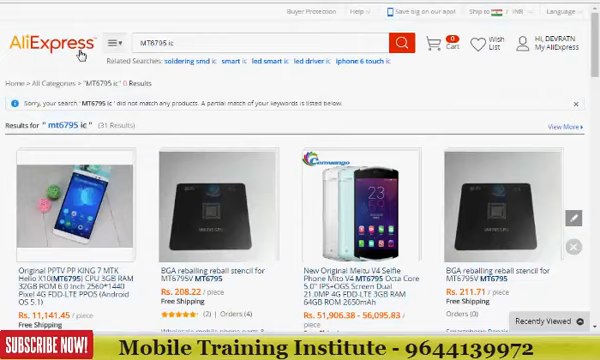 Buyer Protection Help Save big on our app! Ship to / INR Language
AliExpress
MT6795 ic
0 Cart
Wish List
Hi, DEVRATN
My AliExpress
Related Searches: soldering smd ic smart ic led smart ic led driver ic iphone 6 touch ic
Home > All Categories > "MT6795 ic" 0 Results
Sorry, your search "MT6795 ic" did not match any products. A partial match of your keywords is listed below.
Results for " mt6795 ic" (31 Results)
View More
Comwingo
Original PPTV PP KING 7 MTK
Helio X10(MT6795) CPU 3GB RAM
32GB ROM 6.0 Inch 2560*1440
Pixel 4G FDD-LTE PPOS (Android
OS 5.1)
Rs. 11,141.45 / piece
Free Shipping
BGA reballing reball stencil for
MT6795V MT6795
Rs. 208.22 / piece
Free Shipping
(2) Orders (4)
New Original Meitu V4 Selfie
Phone Mito V4 MT6795 Octa Core
5.0" IPS+OGS Screen Dual
21.0MP 4G FDD-LTE 3GB RAM
64GB ROM 2650mAh
Rs. 51,906.38 - 56,095.83 /
piece
Free Shipping
BGA reballing reball stencil for
MT6795V MT6795
Rs. 211.71 / piece
Free Shipping
(0) Orders (0)
Recently Viewed
SUBSCRIBE NOW!
Mobile Training Institute - 9644139972